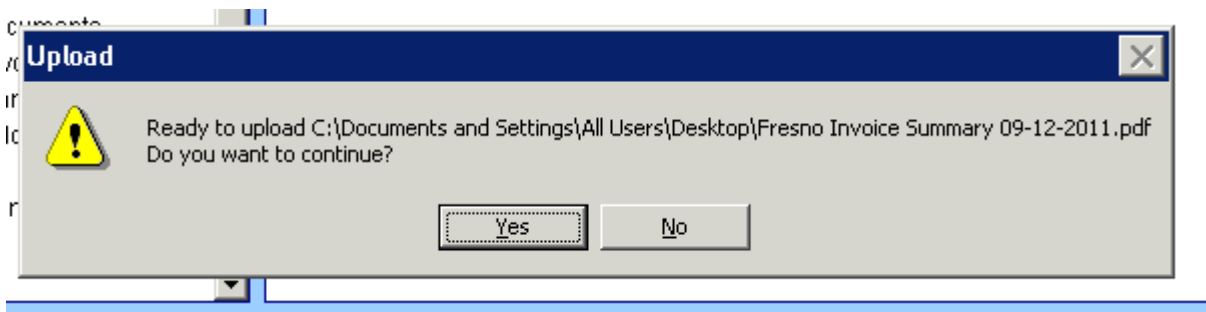 cuments
Upload
Ready to upload C:\Documents and Settings\All Users\Desktop\Fresno Invoice Summary 09-12-2011.pdf
Do you want to continue?
Yes
No